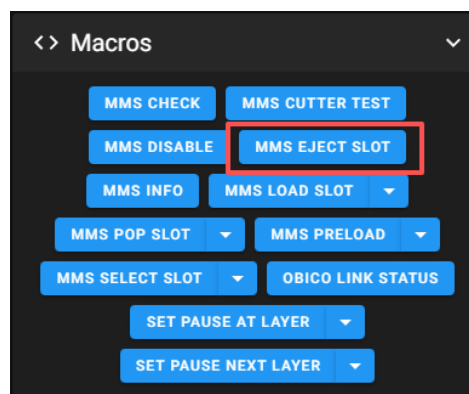 <> Macros
MMS CHECK MMS CUTTER TEST
MMS DISABLE MMS EJECT SLOT
MMS INFO MMS LOAD SLOT
MMS POP SLOT MMS PRELOAD
MMS SELECT SLOT OBICO LINK STATUS
SET PAUSE AT LAYER
SET PAUSE NEXT LAYER